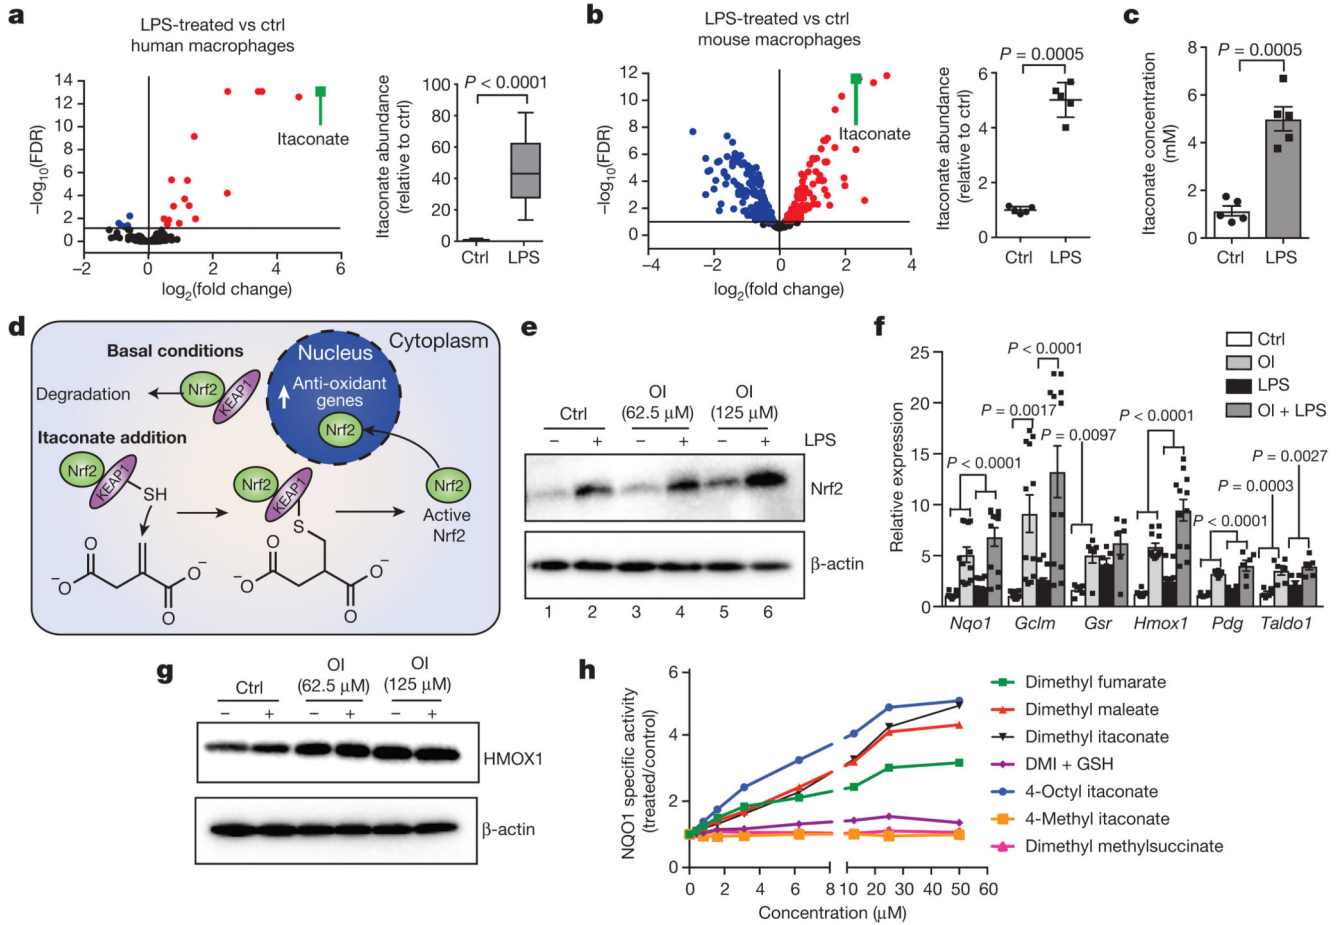 a
LPS-treated vs ctrl
human macrophages
14
12
10
8
6
4
2
0
−log10(FDR)
−2
0
2
4
6
log2(fold change)
Itaconate
100
80
60
40
20
0
Itaconate abundance
(relative to ctrl)
P < 0.0001
Ctrl
LPS
b
LPS-treated vs ctrl
mouse macrophages
12
10
8
6
4
2
0
−log10(FDR)
−4
−2
0
2
4
log2(fold change)
Itaconate
P = 0.0005
6
4
2
0
Itaconate abundance
(relative to ctrl)
Ctrl
LPS
c
P = 0.0005
8
6
4
2
0
Itaconate concentration
(mM)
Ctrl
LPS
d
Cytoplasm
Nucleus
Anti-oxidant
genes
Nrf2
Basal conditions
Degradation
Nrf2
KEAP1
Itaconate addition
Nrf2
KEAP1
SH
Nrf2
KEAP1
S
Nrf2
Active
Nrf2
O
−O
O−
O
O
−O
O−
O
e
Ctrl
OI
(62.5 μM)
OI
(125 μM)
− + − + − + LPS
Nrf2
β-actin
1 2 3 4 5 6
f
Ctrl
OI
LPS
OI + LPS
25
20
15
10
5
0
Relative expression
P < 0.0001
P = 0.0017
P < 0.0001
P = 0.0097
P < 0.0001
P < 0.0001
P = 0.0003
P = 0.0027
Nqo1 Gclm Gsr Hmox1 Pdg Taldo1
g
Ctrl
OI
(62.5 μM)
OI
(125 μM)
− + − + − +
HMOX1
β-actin
h
6
4
2
0
NQO1 specific activity
(treated/control)
0 2 4 6 8 10 20 30 40 50 60
Concentration (μM)
Dimethyl fumarate
Dimethyl maleate
Dimethyl itaconate
DMI + GSH
4-Octyl itaconate
4-Methyl itaconate
Dimethyl methylsuccinate